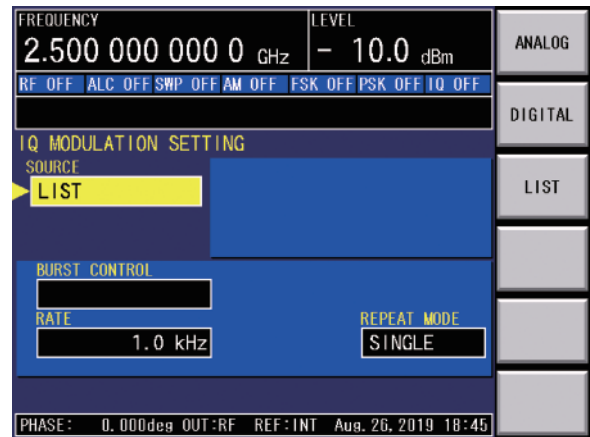 FREQUENCY
2.500 000 000 0 GHz
LEVEL
- 10.0 dBm
RF OFF ALC OFF SWP OFF AM OFF FSK OFF PSK OFF IQ OFF
IQ MODULATION SETTING
SOURCE
LIST
BURST CONTROL
RATE
1.0 kHz
REPEAT MODE
SINGLE
PHASE: 0.000deg OUT:RF REF:INT Aug. 26, 2019 18:45
ANALOG
DIGITAL
LIST